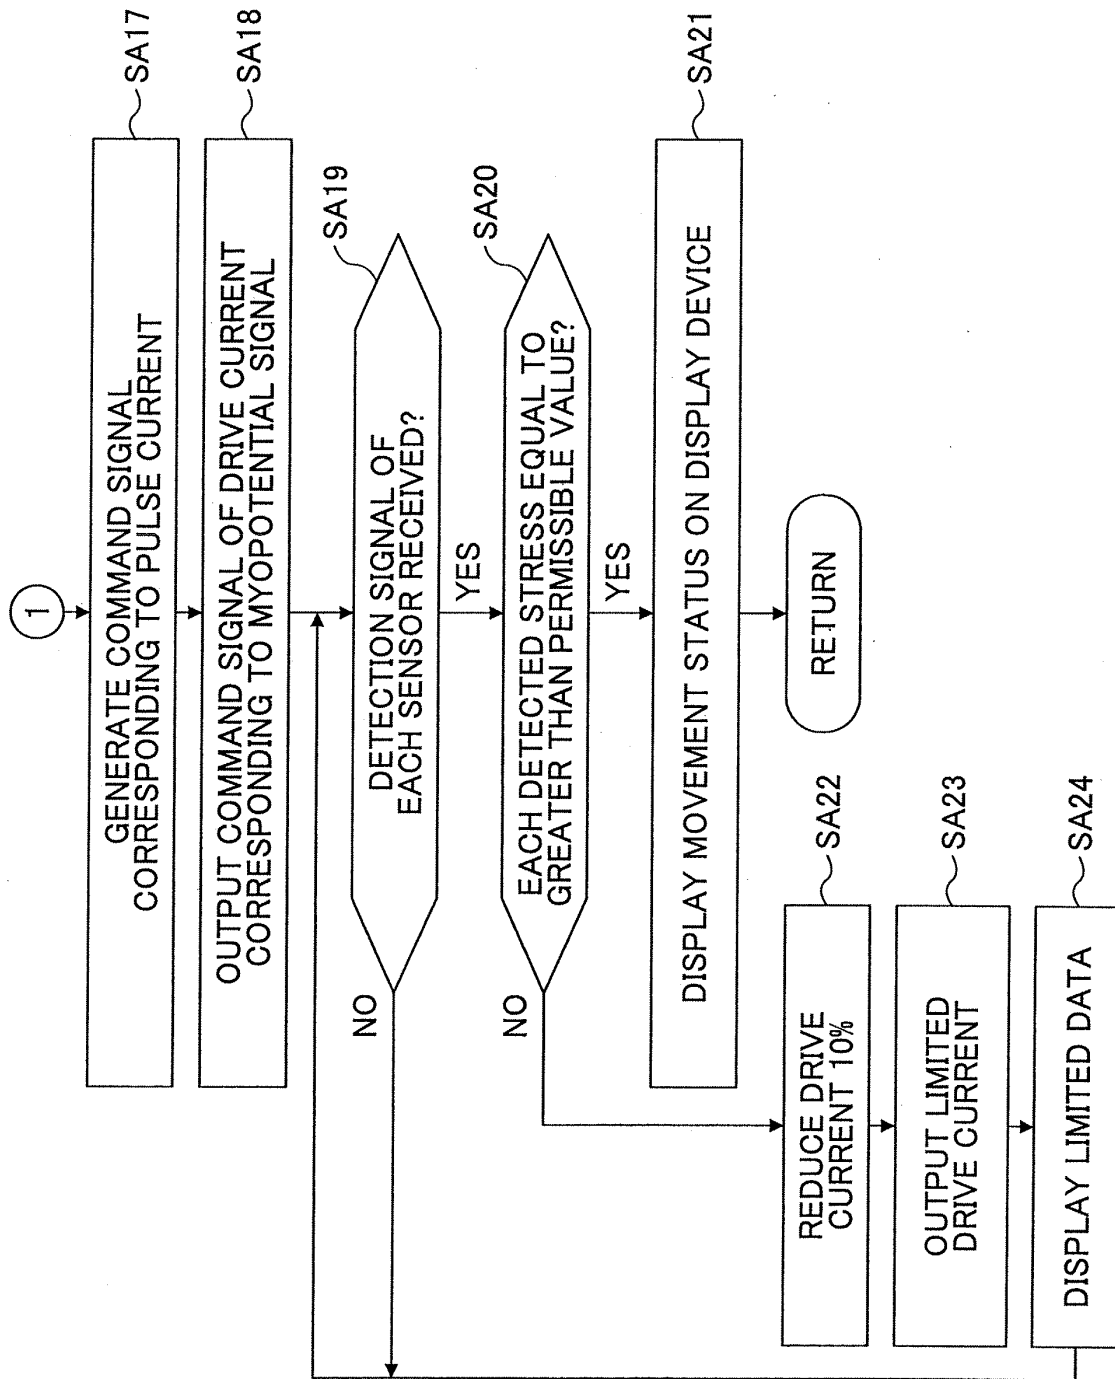 1
GENERATE COMMAND SIGNAL
CORRESPONDING TO PULSE CURRENT
SA17
OUTPUT COMMAND SIGNAL OF DRIVE CURRENT
CORRESPONDING TO MYOPOTENTIAL SIGNAL
SA18
DETECTION SIGNAL OF
EACH SENSOR RECEIVED?
SA19
NO
YES
EACH DETECTED STRESS EQUAL TO
GREATER THAN PERMISSIBLE VALUE?
SA20
NO
YES
DISPLAY MOVEMENT STATUS ON DISPLAY DEVICE
SA21
RETURN
REDUCE DRIVE
CURRENT 10%
SA22
OUTPUT LIMITED
DRIVE CURRENT
SA23
DISPLAY LIMITED DATA
SA24